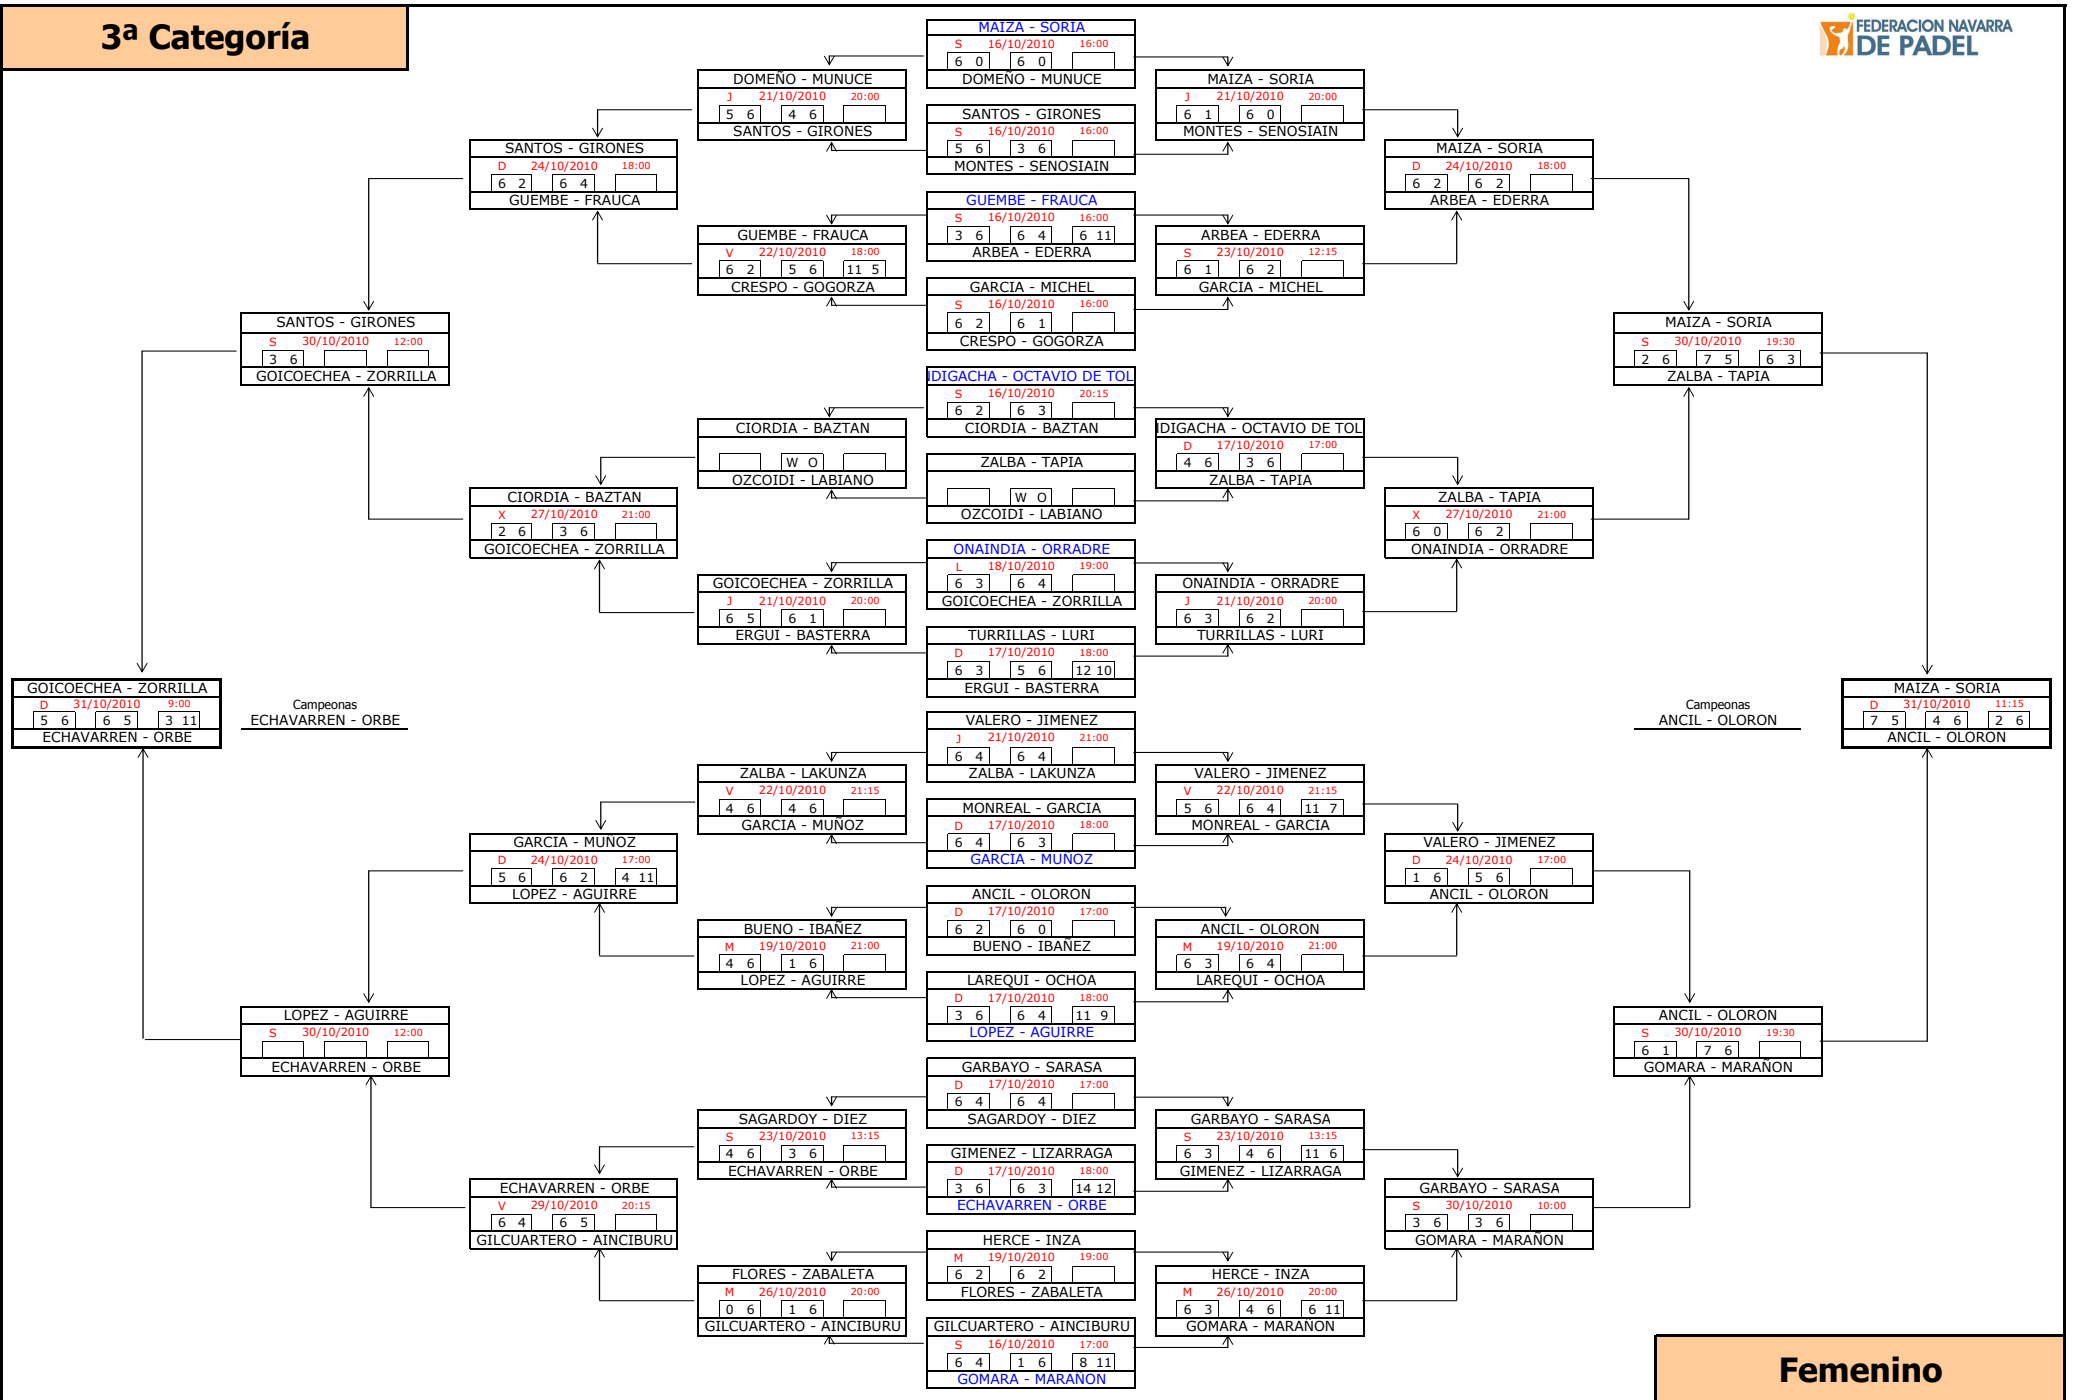 3ª Categoría
FEDERACION NAVARRA
DE PADEL
MAIZA - SORIA
S 16/10/2010 16:00
6 0 6 0
DOMEÑO - MUNUCE
SANTOS - GIRONES
S 16/10/2010 16:00
5 6 3 6
MONTES - SENOSIAIN
GUEMBE - FRAUCA
S 16/10/2010 16:00
3 6 6 4 6 11
ARBEA - EDERRA
GARCIA - MICHEL
S 16/10/2010 16:00
6 2 6 1
CRESPO - GOGORZA
NDIGACHA - OCTAVIO DE TOL
S 16/10/2010 20:15
6 2 6 3
CIORDIA - BAZTAN
ZALBA - TAPIA
W O
OZCOIDI - LABIANO
ONAINDIA - ORRADRE
L 18/10/2010 19:00
6 3 6 4
GOICOECHEA - ZORRILLA
TURRILLAS - LURI
D 17/10/2010 18:00
6 3 5 6 12 10
ERGUI - BASTERRA
VALERO - JIMENEZ
J 21/10/2010 21:00
6 4 6 4
ZALBA - LAKUNZA
MONREAL - GARCIA
D 17/10/2010 18:00
6 4 6 3
GARCIA - MUÑOZ
ANCIL - OLORON
D 17/10/2010 17:00
6 2 6 0
BUENO - IBAÑEZ
LAREQUI - OCHOA
D 17/10/2010 18:00
3 6 6 4 11 9
LOPEZ - AGUIRRE
GARBAYO - SARASA
D 17/10/2010 17:00
6 4 6 4
SAGARDOY - DIEZ
GIMENEZ - LIZARRAGA
D 17/10/2010 18:00
3 6 6 3 14 12
ECHAVARREN - ORBE
HERCE - INZA
M 19/10/2010 19:00
6 2 6 2
FLORES - ZABALETA
GILCUARTERO - AINCIBURU
S 16/10/2010 17:00
6 4 1 6 8 11
GOMARA - MARAÑON
DOMEÑO - MUNUCE
J 21/10/2010 20:00
5 6 4 6
SANTOS - GIRONES
GUEMBE - FRAUCA
V 22/10/2010 18:00
6 2 5 6 11 5
CRESPO - GOGORZA
CIORDIA - BAZTAN
W O
OZCOIDI - LABIANO
GOICOECHEA - ZORRILLA
J 21/10/2010 20:00
6 5 6 1
ERGUI - BASTERRA
ZALBA - LAKUNZA
V 22/10/2010 21:15
4 6 4 6
GARCIA - MUÑOZ
BUENO - IBAÑEZ
M 19/10/2010 21:00
4 6 1 6
LOPEZ - AGUIRRE
SAGARDOY - DIEZ
S 23/10/2010 13:15
4 6 3 6
ECHAVARREN - ORBE
FLORES - ZABALETA
M 26/10/2010 20:00
0 6 1 6
GILCUARTERO - AINCIBURU
SANTOS - GIRONES
D 24/10/2010 18:00
6 2 6 4
GUEMBE - FRAUCA
CIORDIA - BAZTAN
X 27/10/2010 21:00
2 6 3 6
GOICOECHEA - ZORRILLA
GARCIA - MUÑOZ
D 24/10/2010 17:00
5 6 6 2 4 11
LOPEZ - AGUIRRE
ECHAVARREN - ORBE
V 29/10/2010 20:15
6 4 6 5
GILCUARTERO - AINCIBURU
SANTOS - GIRONES
S 30/10/2010 12:00
3 6
GOICOECHEA - ZORRILLA
LOPEZ - AGUIRRE
S 30/10/2010 12:00
ECHAVARREN - ORBE
GOICOECHEA - ZORRILLA
D 31/10/2010 9:00
5 6 6 5 3 11
ECHAVARREN - ORBE
Campeonas
ECHAVARREN - ORBE
MAIZA - SORIA
J 21/10/2010 20:00
6 1 6 0
MONTES - SENOSIAIN
ARBEA - EDERRA
S 23/10/2010 12:15
6 1 6 2
GARCIA - MICHEL
NDIGACHA - OCTAVIO DE TOL
D 17/10/2010 17:00
4 6 3 6
ZALBA - TAPIA
ONAINDIA - ORRADRE
J 21/10/2010 20:00
6 3 6 2
TURRILLAS - LURI
VALERO - JIMENEZ
V 22/10/2010 21:15
5 6 6 4 11 7
MONREAL - GARCIA
ANCIL - OLORON
M 19/10/2010 21:00
6 3 6 4
LAREQUI - OCHOA
GARBAYO - SARASA
S 23/10/2010 13:15
6 3 4 6 11 6
GIMENEZ - LIZARRAGA
HERCE - INZA
M 26/10/2010 20:00
6 3 4 6 6 11
GOMARA - MARAÑON
MAIZA - SORIA
D 24/10/2010 18:00
6 2 6 2
ARBEA - EDERRA
ZALBA - TAPIA
X 27/10/2010 21:00
6 0 6 2
ONAINDIA - ORRADRE
VALERO - JIMENEZ
D 24/10/2010 17:00
1 6 5 6
ANCIL - OLORON
GARBAYO - SARASA
S 30/10/2010 10:00
3 6 3 6
GOMARA - MARAÑON
MAIZA - SORIA
S 30/10/2010 19:30
2 6 7 5 6 3
ZALBA - TAPIA
ANCIL - OLORON
S 30/10/2010 19:30
6 1 7 6
GOMARA - MARAÑON
Campeonas
ANCIL - OLORON
MAIZA - SORIA
D 31/10/2010 11:15
7 5 4 6 2 6
ANCIL - OLORON
Femenino